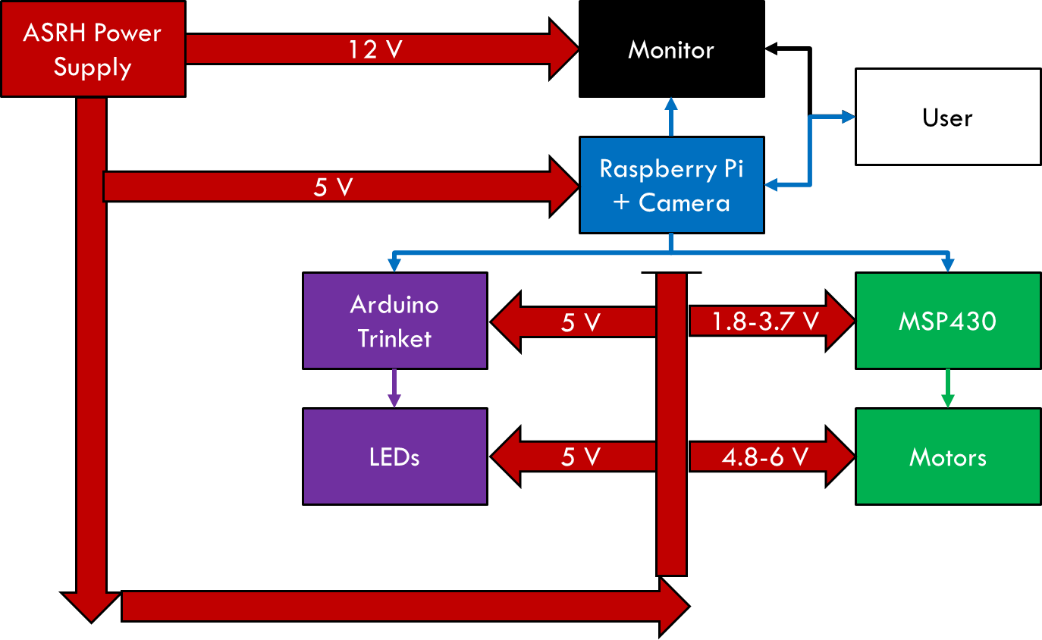 ASRH Power
Supply
12 V
Monitor
User
5 V
Raspberry Pi
+ Camera
Arduino
Trinket
5 V
1.8-3.7 V
MSP430
LEDs
5 V
4.8-6 V
Motors